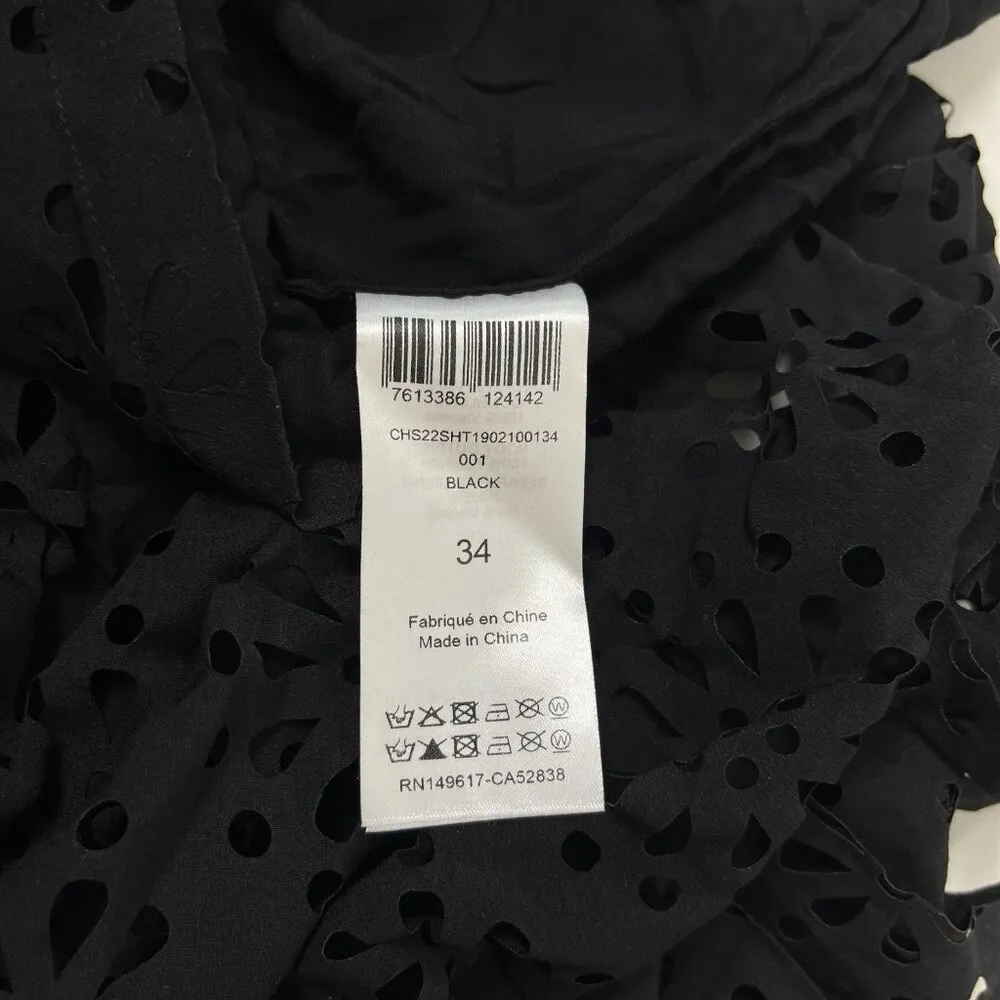 7613386 124142
CHS22SHT1902100134
001
BLACK
34
Fabriqué en Chine
Made in China
RN149617-CA52838